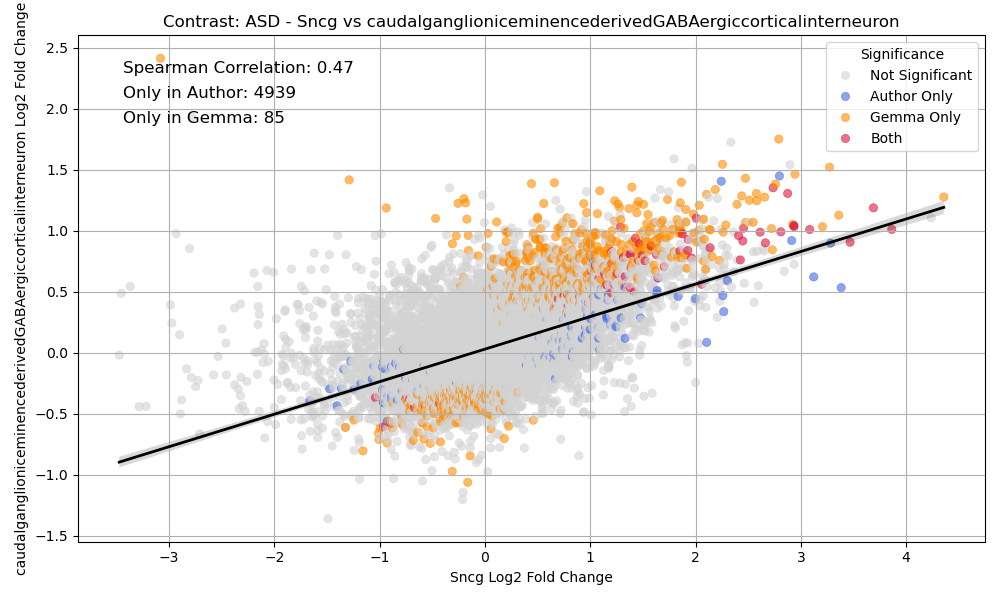 Contrast: ASD - Sncg vs caudalganglioniceminencederivedGABAergiccorticalinterneuron
caudalganglioniceminencederivedGABAergiccorticalinterneuron Log2 Fold Change
2.5
2.0
1.5
1.0
0.5
0.0
−0.5
−1.0
−1.5
Spearman Correlation: 0.47
Only in Author: 4939
Only in Gemma: 85
Significance
Not Significant
Author Only
Gemma Only
Both
−3
−2
−1
0
1
2
3
4
Sncg Log2 Fold Change